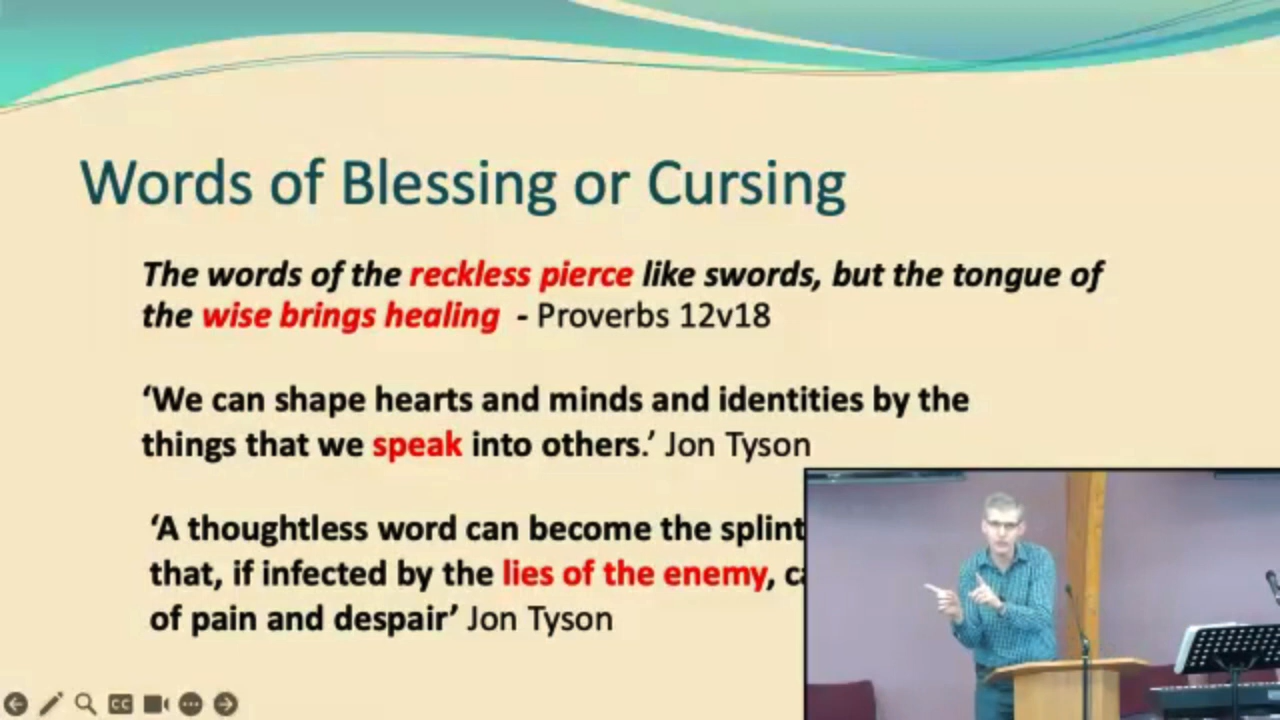 Words of Blessing or Cursing
The words of the reckless pierce like swords, but the tongue of
the wise brings healing - Proverbs 12v18
‘We can shape hearts and minds and identities by the
things that we speak into others.’ Jon Tyson
‘A thoughtless word can become the splint
that, if infected by the lies of the enemy, ca
of pain and despair’ Jon Tyson
CC